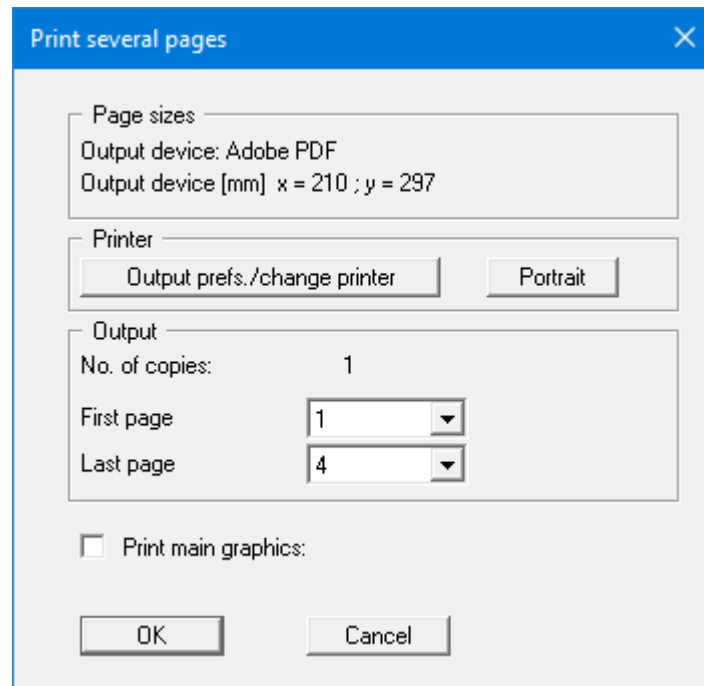 Print several pages
Page sizes
Output device: Adobe PDF
Output device [mm]  x = 210 ; y = 297
Printer
Output prefs./change printer
Portrait
Output
No. of copies: 1
First page 1
Last page 4
Print main graphics:
OK
Cancel